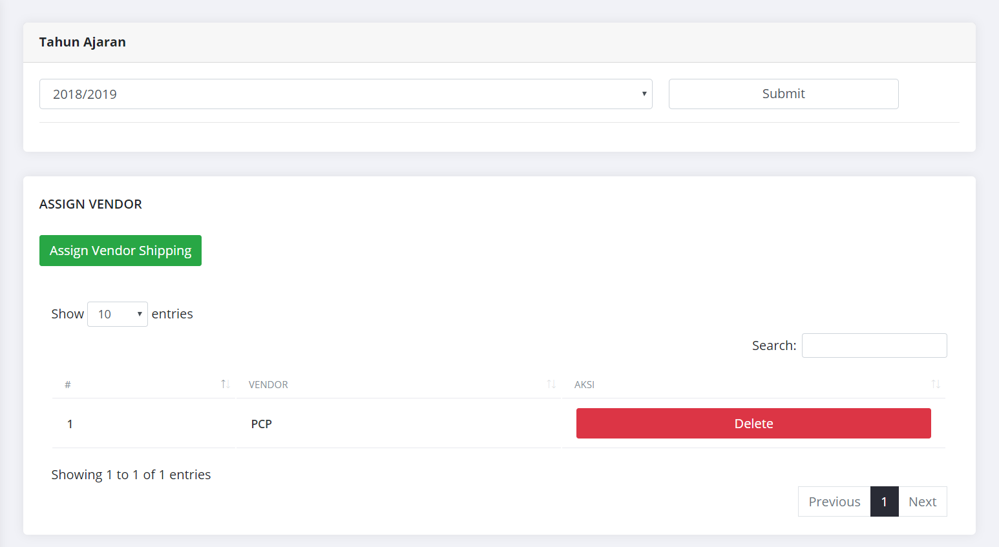 Tahun Ajaran
2018/2019 Submit
ASSIGN VENDOR
Assign Vendor Shipping
Show 10 entries
Search:
# VENDOR AKSI
1 PCP Delete
Showing 1 to 1 of 1 entries
Previous 1 Next